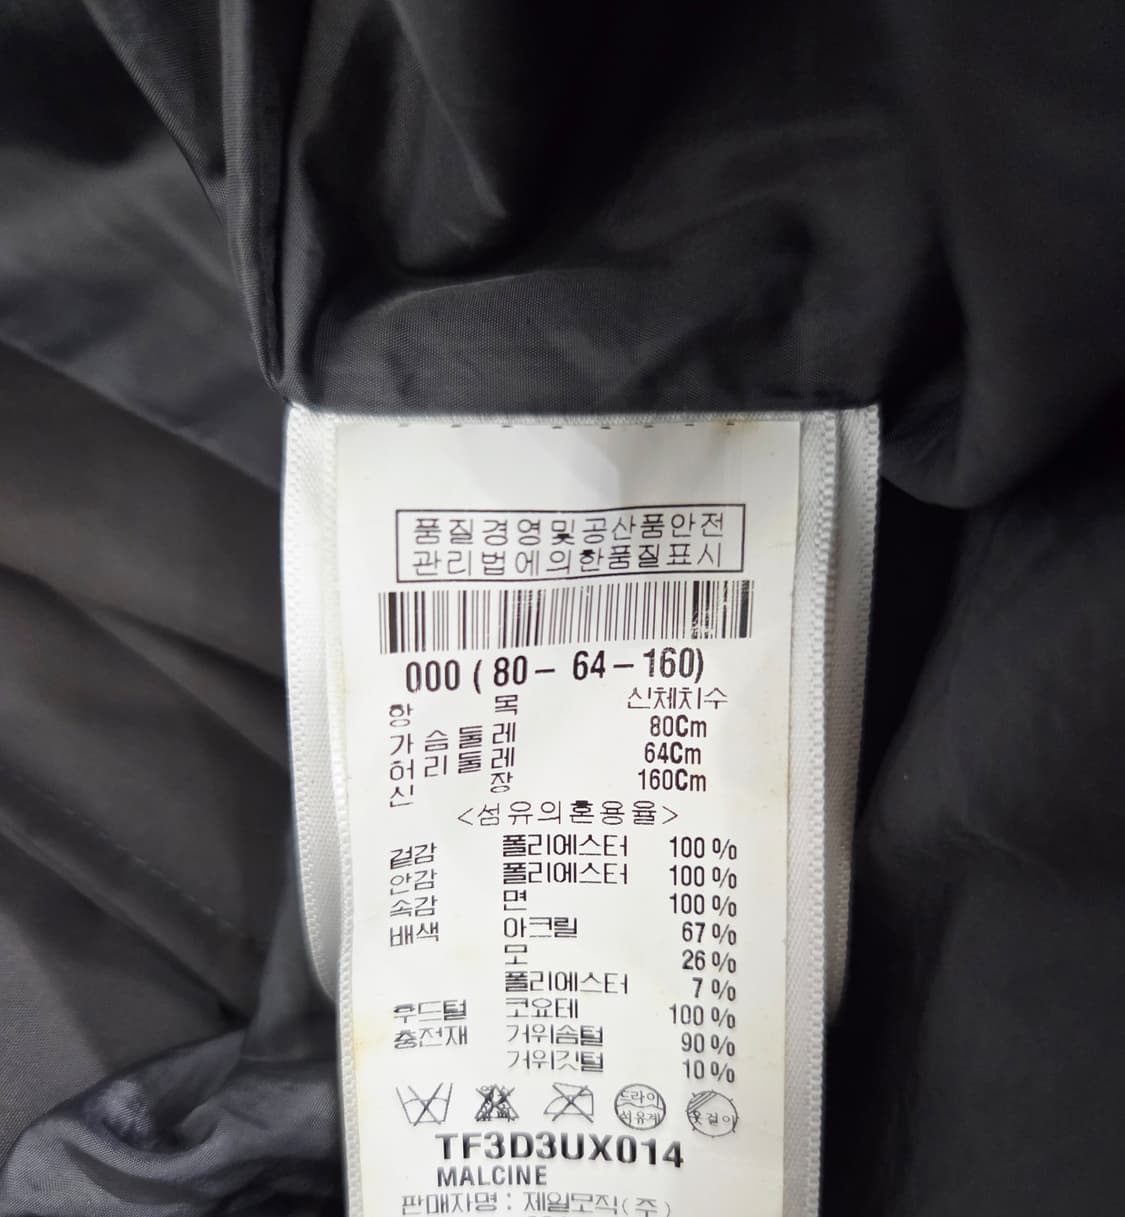 품질경영및공산품안전
관리법에의한품질표시
000 ( 80 – 64 – 160)
항 목 신체치수
가슴둘레 80Cm
허리둘레 64Cm
신 장 160Cm
<섬유의혼용율>
겉감 폴리에스터 100 %
안감 폴리에스터 100 %
속감 면 100 %
배색 아크릴 67 %
모 26 %
폴리에스터 7 %
후드털 코요테 100 %
충전재 거위솜털 90 %
거위깃털 10 %
드라이
석유계
옷걸이
TF3D3UX014
MALCINE
판매자명 : 제일모직(주)